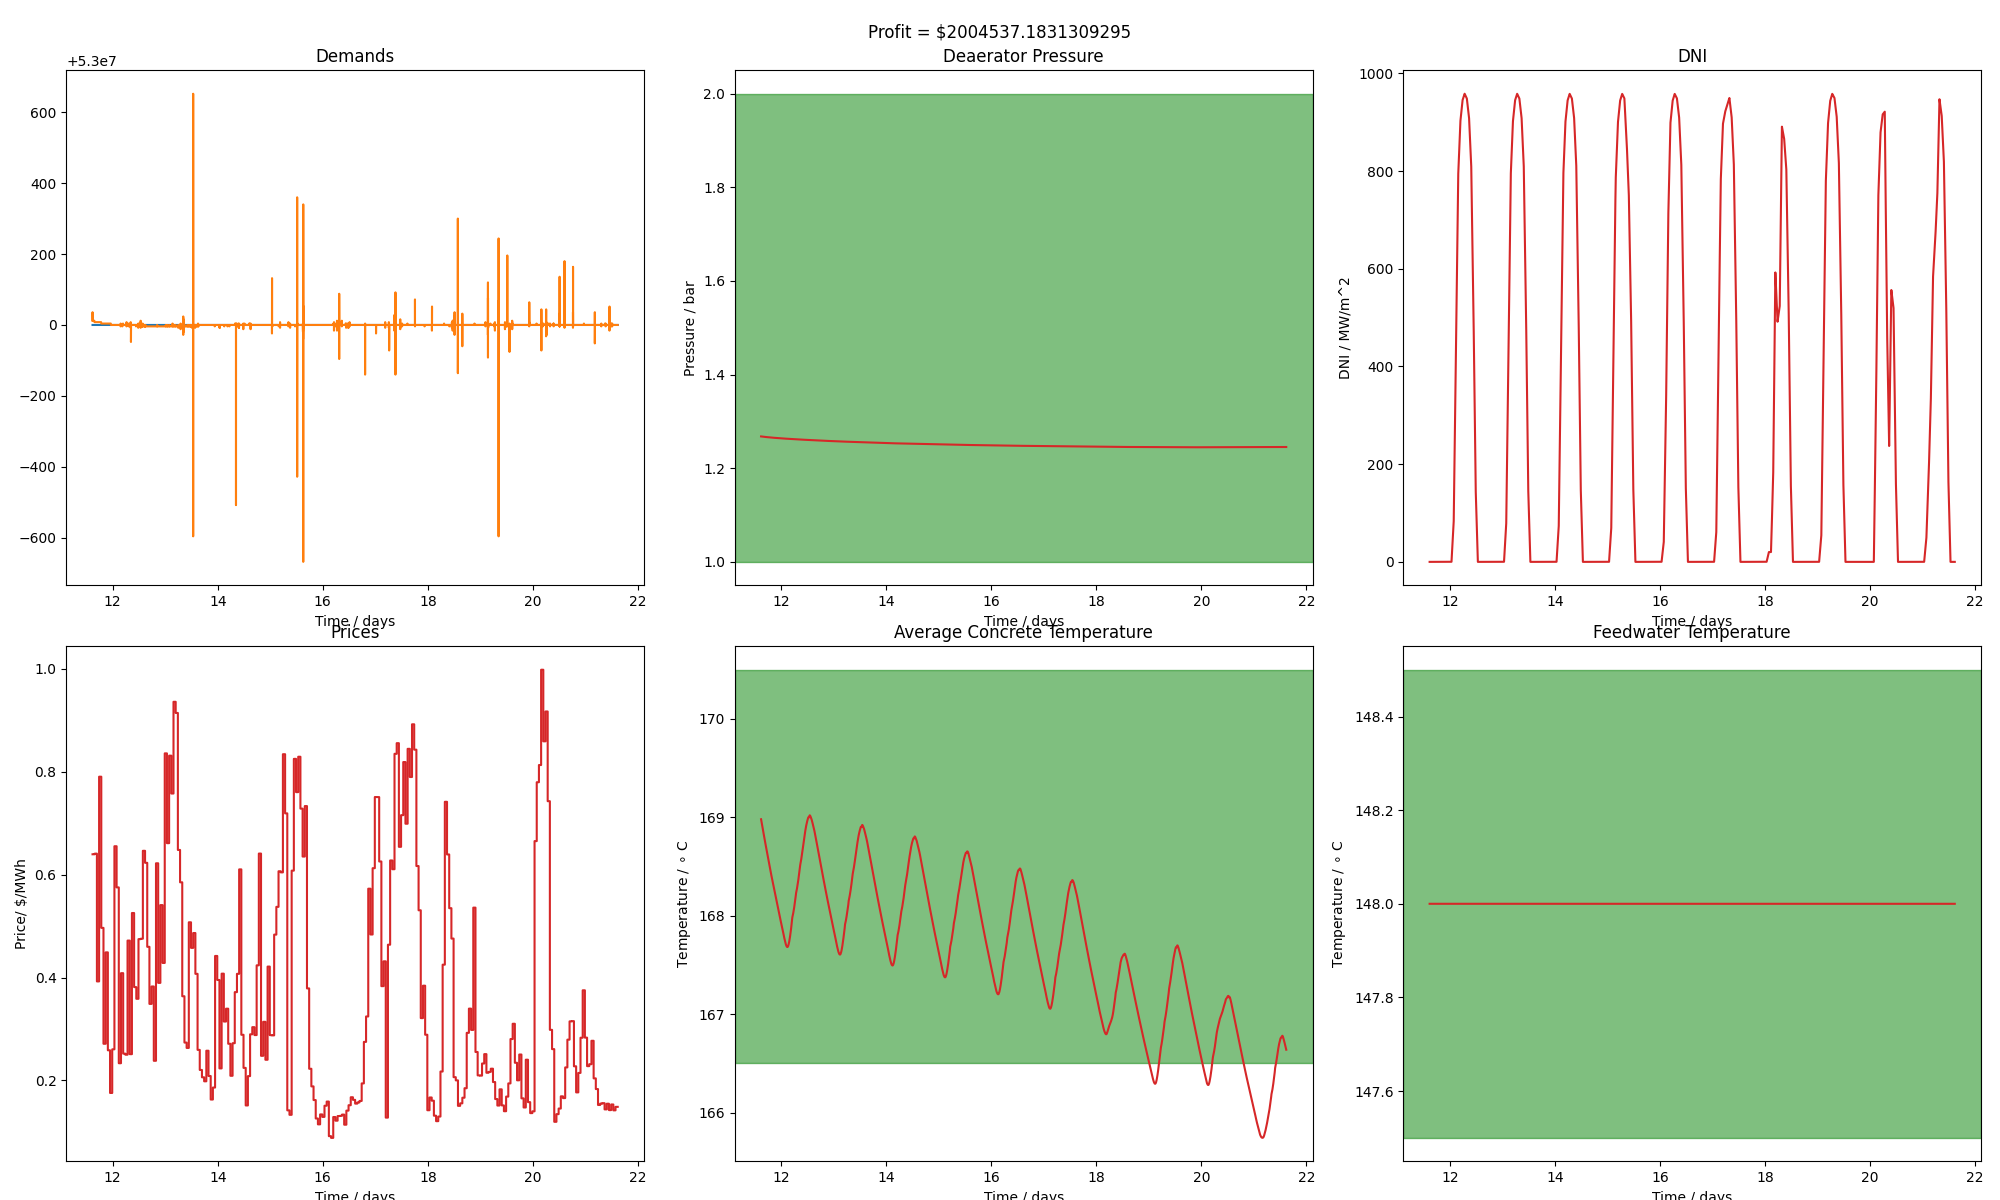 Profit = $2004537.1831309295
Demands
+5.3e7
600
400
200
0
−200
−400
−600
12 14 16 18 20 22
Time / days
Deaerator Pressure
Pressure / bar
2.0
1.8
1.6
1.4
1.2
1.0
12 14 16 18 20 22
Time / days
DNI
DNI / MW/m^2
1000
800
600
400
200
0
12 14 16 18 20 22
Time / days
Prices
Price/ $/MWh
1.0
0.8
0.6
0.4
0.2
12 14 16 18 20 22
Time / days
Average Concrete Temperature
Temperature / ∘ C
170
169
168
167
166
12 14 16 18 20 22
Time / days
Feedwater Temperature
Temperature / ∘ C
148.4
148.2
148.0
147.8
147.6
12 14 16 18 20 22
Time / days